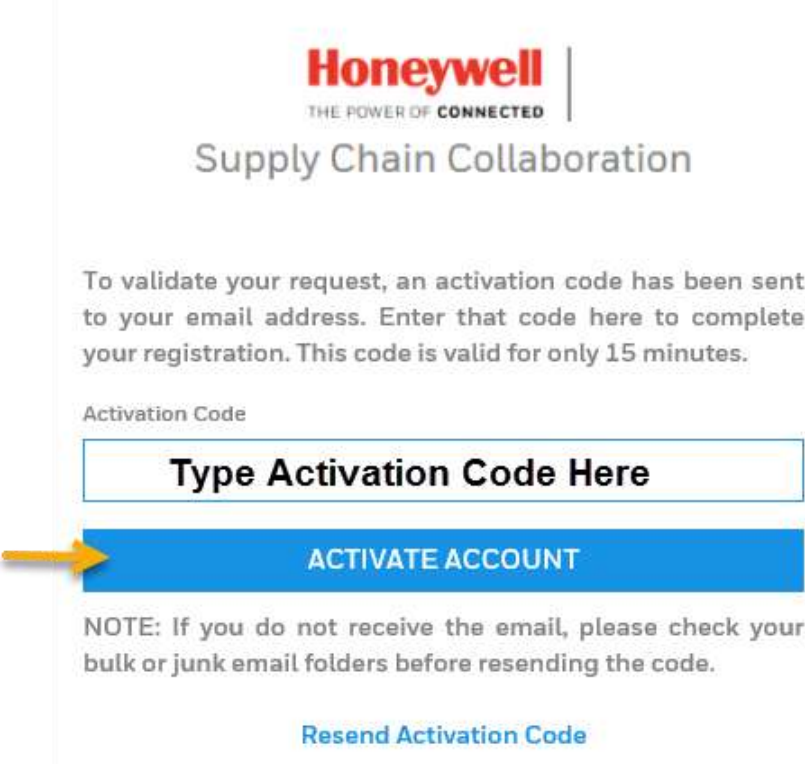 Honeywell
THE POWER OF CONNECTED
Supply Chain Collaboration
To validate your request, an activation code has been sent
to your email address. Enter that code here to complete
your registration. This code is valid for only 15 minutes.
Activation Code
Type Activation Code Here
ACTIVATE ACCOUNT
NOTE: If you do not receive the email, please check your
bulk or junk email folders before resending the code.
Resend Activation Code